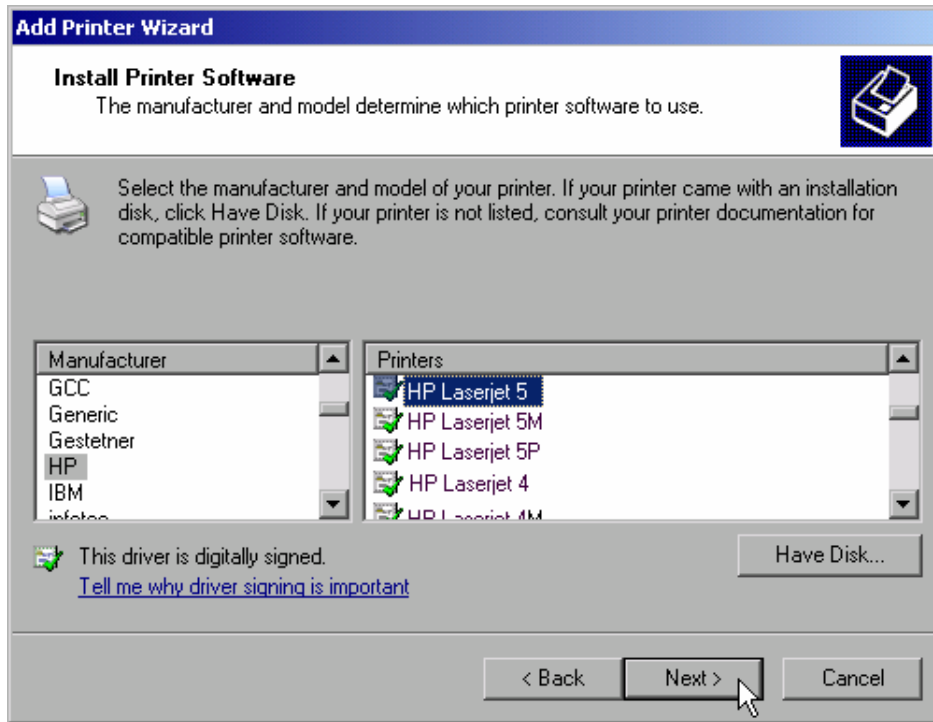 Add Printer Wizard
Install Printer Software
The manufacturer and model determine which printer software to use.
Select the manufacturer and model of your printer. If your printer came with an installation
disk, click Have Disk. If your printer is not listed, consult your printer documentation for
compatible printer software.
Manufacturer
GCC
Generic
Gestetner
HP
IBM
infotec
Printers
HP Laserjet 5
HP Laserjet 5M
HP Laserjet 5P
HP Laserjet 4
HP Laserjet 4M
This driver is digitally signed.
Tell me why driver signing is important
Have Disk...
< Back
Next >
Cancel